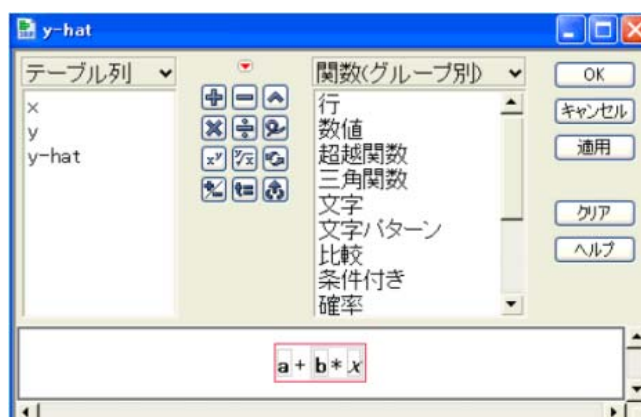 y-hat
テーブル列
x
y
y-hat
関数(グループ別)
行
数値
超越関数
三角関数
文字
文字パターン
比較
条件付き
確率
OK
キャンセル
適用
クリア
ヘルプ
a + b * x